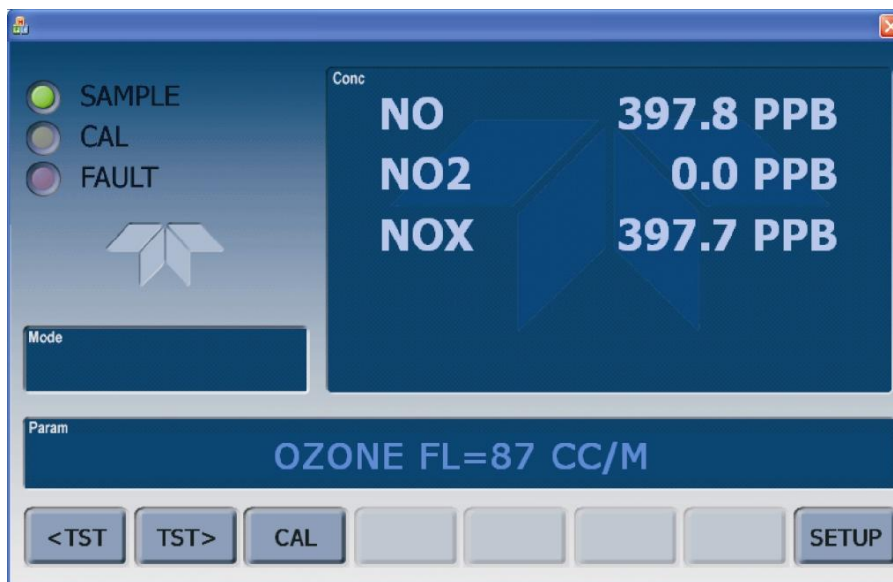 SAMPLE
CAL
FAULT
Conc
NO 397.8 PPB
NO2 0.0 PPB
NOX 397.7 PPB
Mode
Param
OZONE FL=87 CC/M
<TST TST> CAL SETUP